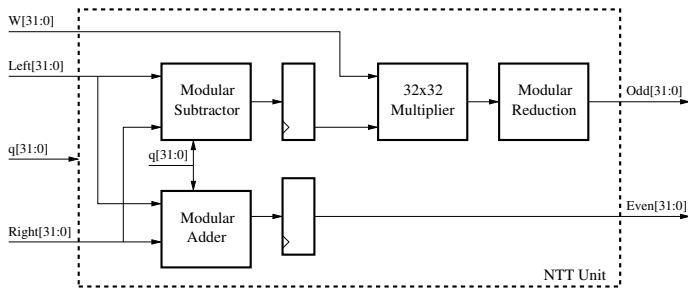 W[31:0]
Left[31:0]
Modular
Subtractor
32x32
Multiplier
Modular
Reduction
Odd[31:0]
q[31:0]
q[31:0]
Modular
Adder
Even[31:0]
Right[31:0]
NTT Unit